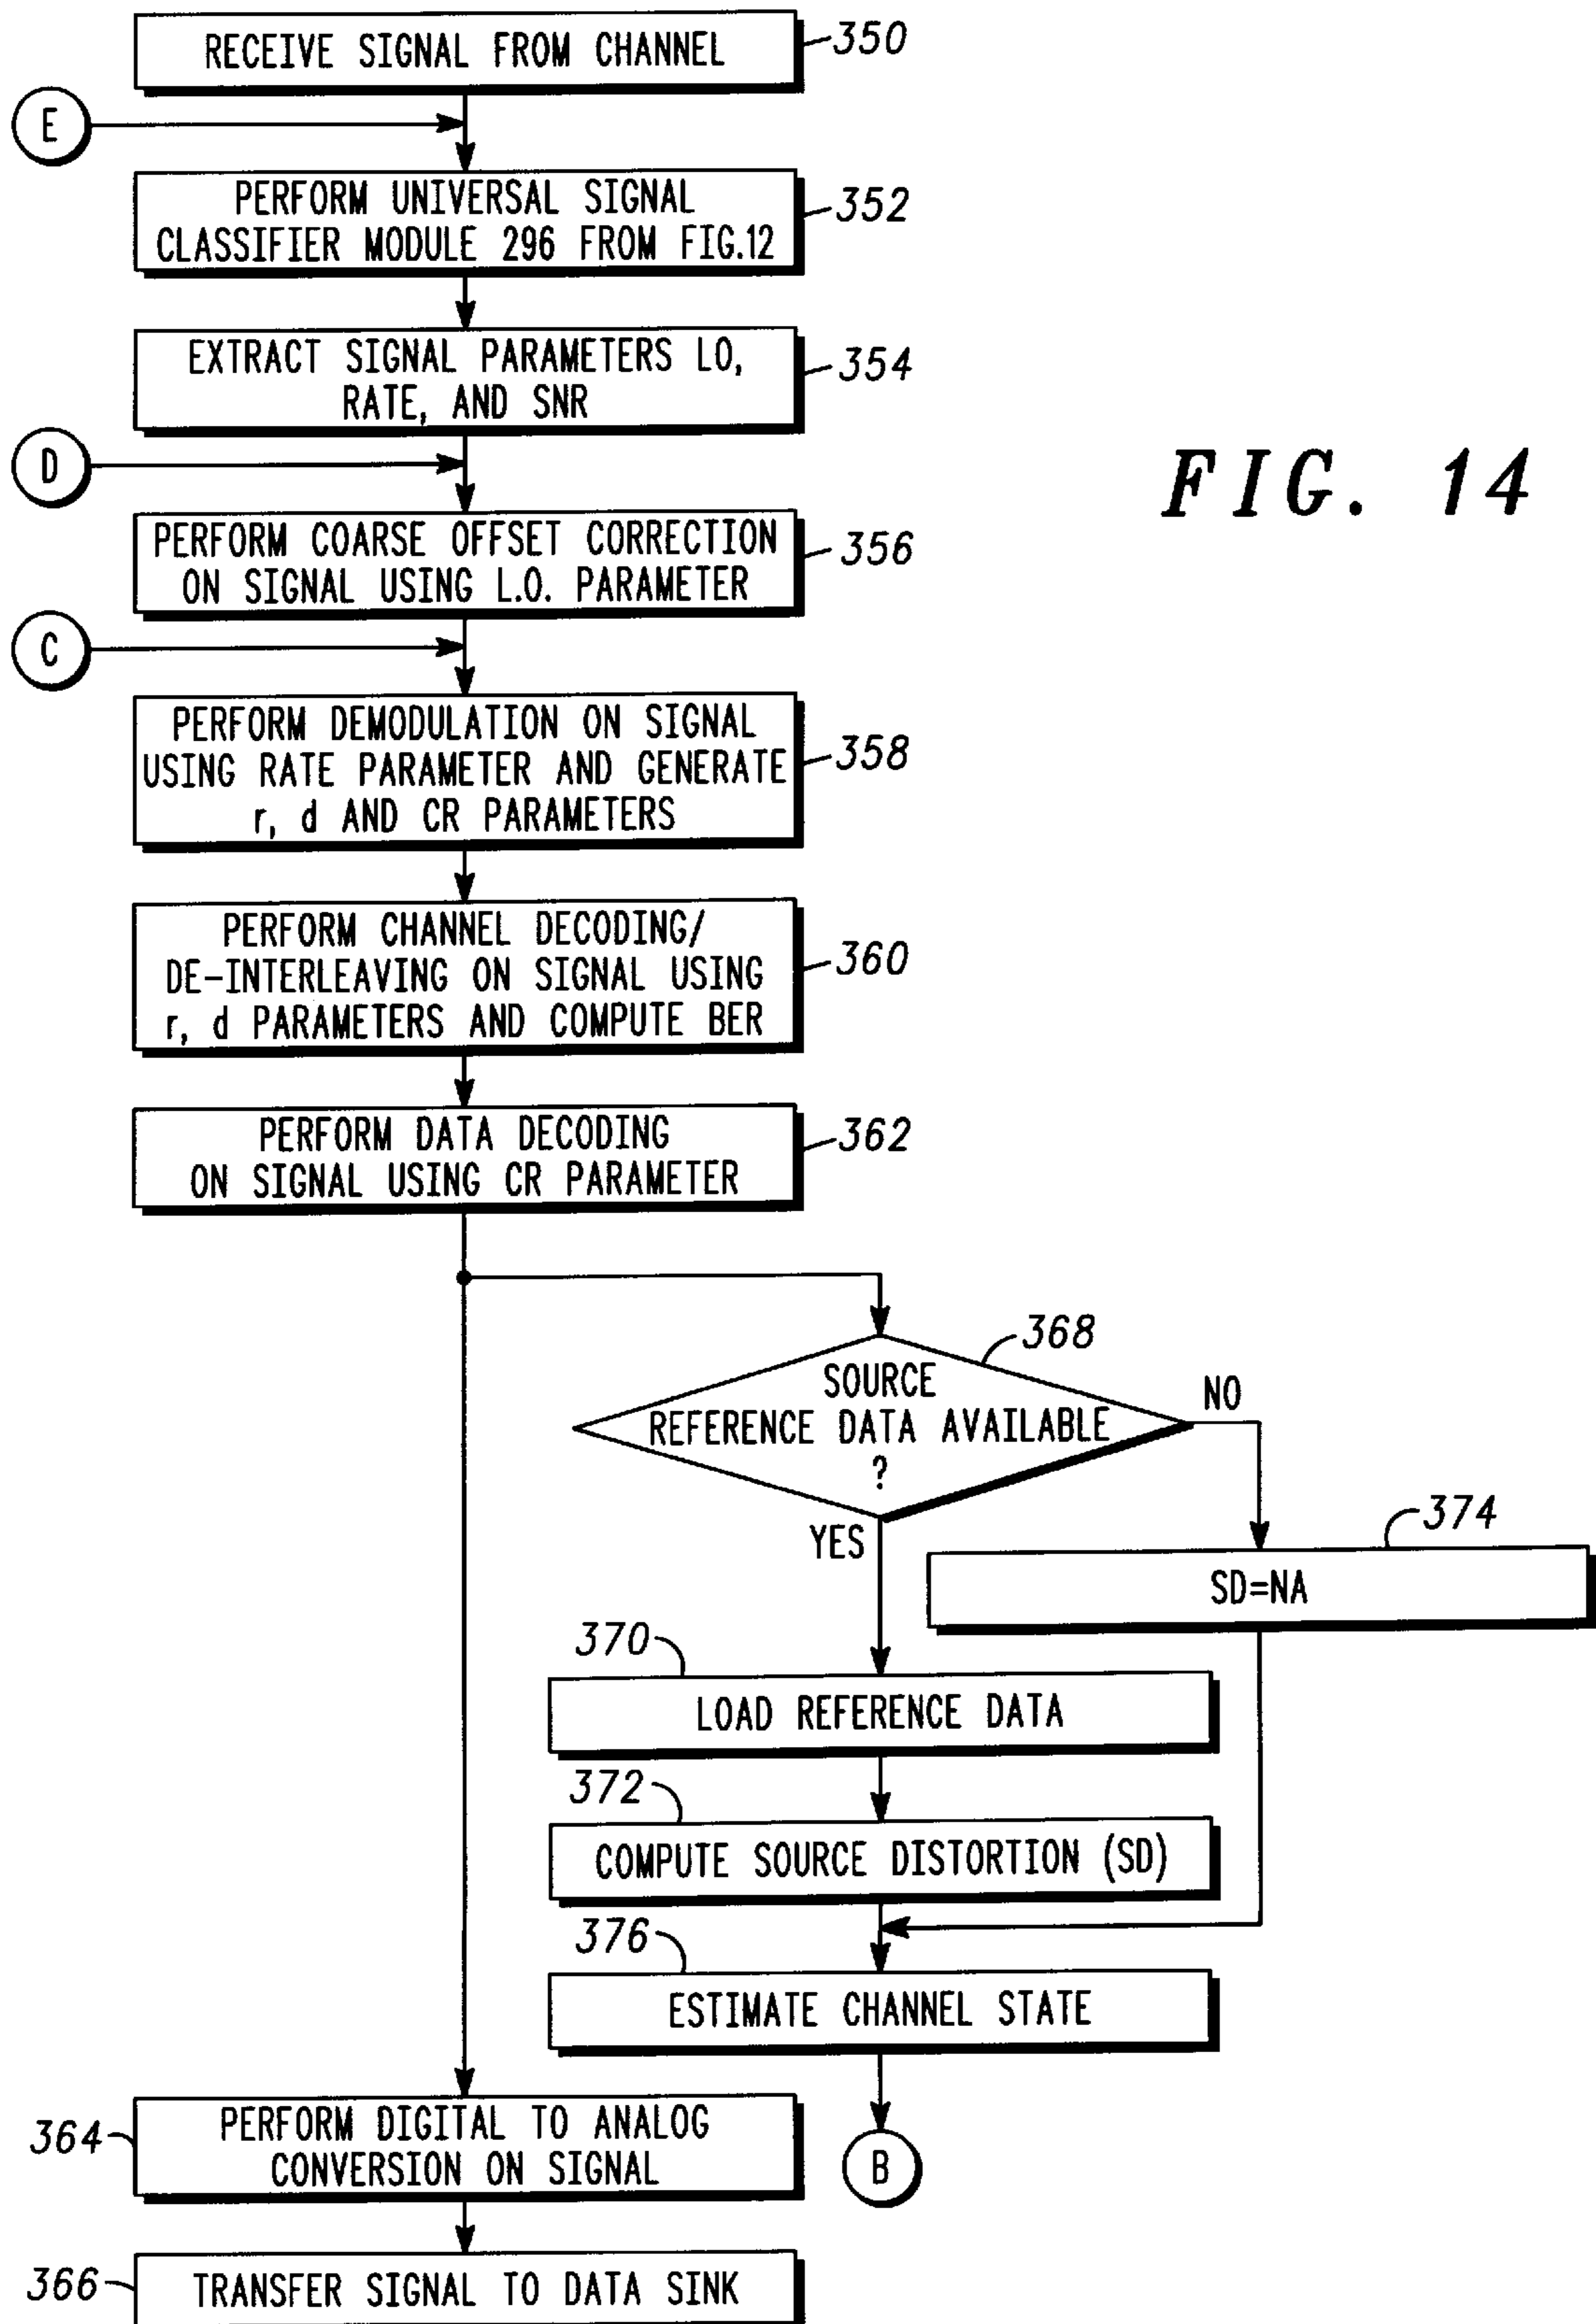 RECEIVE SIGNAL FROM CHANNEL
350
E
PERFORM UNIVERSAL SIGNAL
CLASSIFIER MODULE 296 FROM FIG.12
352
EXTRACT SIGNAL PARAMETERS LO,
RATE, AND SNR
354
D
FIG. 14
PERFORM COARSE OFFSET CORRECTION
ON SIGNAL USING L.O. PARAMETER
356
C
PERFORM DEMODULATION ON SIGNAL
USING RATE PARAMETER AND GENERATE
r, d AND CR PARAMETERS
358
PERFORM CHANNEL DECODING/
DE-INTERLEAVING ON SIGNAL USING
r, d PARAMETERS AND COMPUTE BER
360
PERFORM DATA DECODING
ON SIGNAL USING CR PARAMETER
362
368
SOURCE
REFERENCE DATA AVAILABLE
?
NO
YES
374
SD=NA
370
LOAD REFERENCE DATA
372
COMPUTE SOURCE DISTORTION (SD)
376
ESTIMATE CHANNEL STATE
364
PERFORM DIGITAL TO ANALOG
CONVERSION ON SIGNAL
B
366
TRANSFER SIGNAL TO DATA SINK